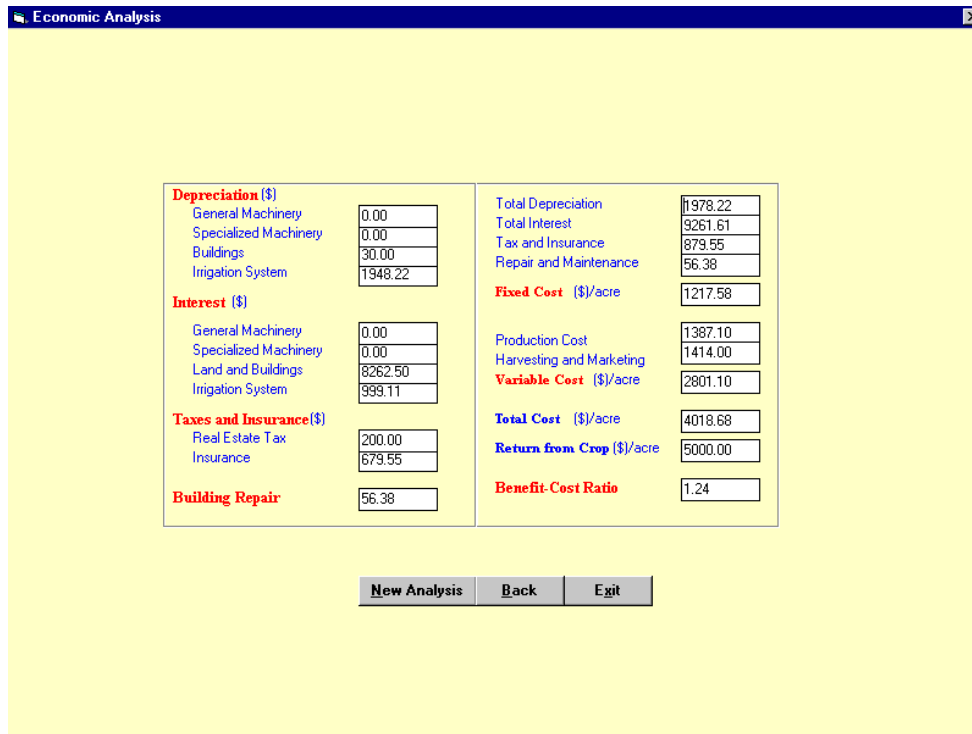 Economic Analysis
Depreciation ($)
General Machinery 0.00
Specialized Machinery 0.00
Buildings 30.00
Irrigation System 1948.22
Interest ($)
General Machinery 0.00
Specialized Machinery 0.00
Land and Buildings 8262.50
Irrigation System 999.11
Taxes and Insurance($)
Real Estate Tax 200.00
Insurance 679.55
Building Repair 56.38
Total Depreciation 1978.22
Total Interest 9261.61
Tax and Insurance 879.55
Repair and Maintenance 56.38
Fixed Cost ($)/acre 1217.58
Production Cost 1387.10
Harvesting and Marketing 1414.00
Variable Cost ($)/acre 2801.10
Total Cost ($)/acre 4018.68
Return from Crop ($)/acre 5000.00
Benefit-Cost Ratio 1.24
New Analysis Back Exit